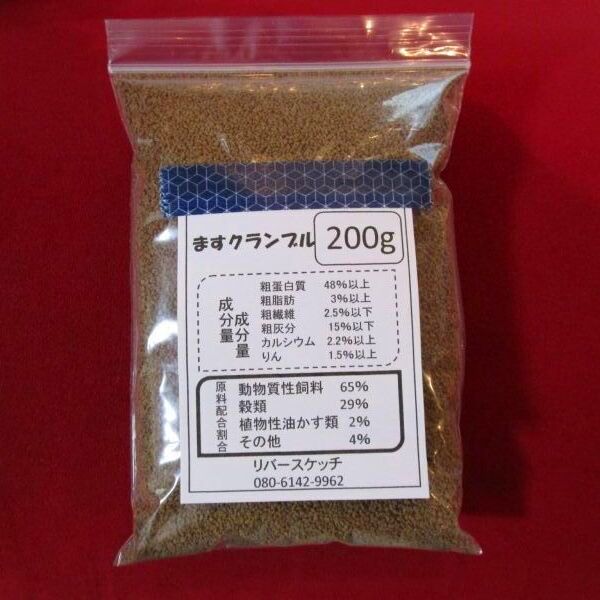 ますクランブル 200g
成分量
成分量
粗蛋白質 48%以上
粗脂肪 3%以上
粗繊維 2.5%以下
粗灰分 15%以下
カルシウム 2.2%以上
りん 1.5%以上
原料配合割合
動物質性飼料 65%
穀類 29%
植物性油かす類 2%
その他 4%
リバースケッチ
080-6142-9962